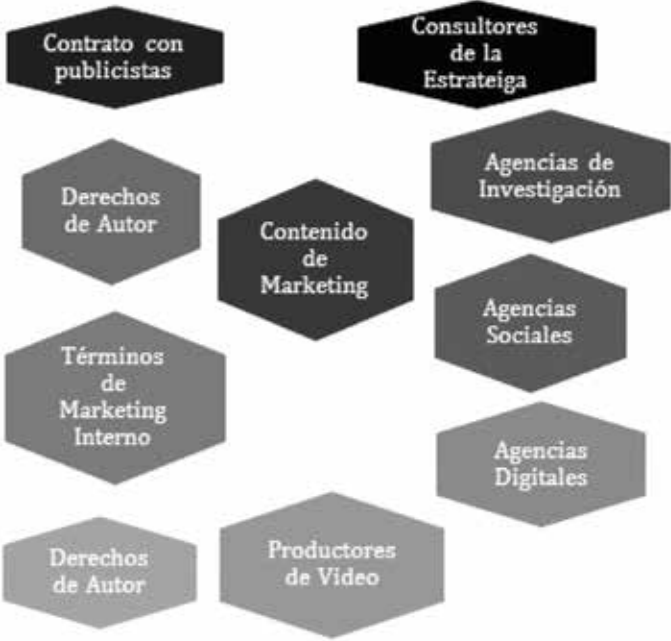 Contrato con
publicistas
Consultores
de la
Estrateiga
Derechos
de Autor
Contenido
de
Marketing
Agencias de
Investigación
Agencias
Sociales
Términos
de
Marketing
Interno
Agencias
Digitales
Derechos
de Autor
Productores
de Video